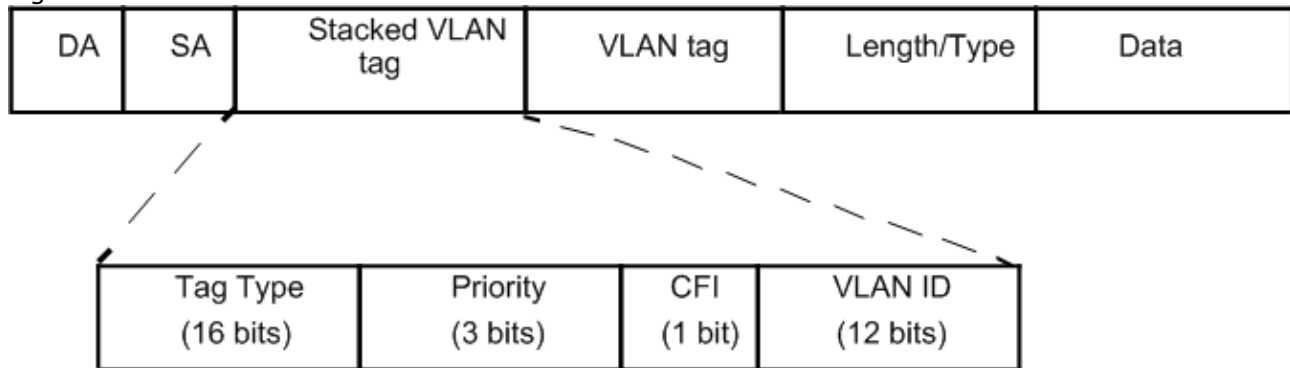 DA SA Stacked VLAN tag VLAN tag Length/Type Data
Tag Type Priority CFI VLAN ID
(16 bits) (3 bits) (1 bit) (12 bits)